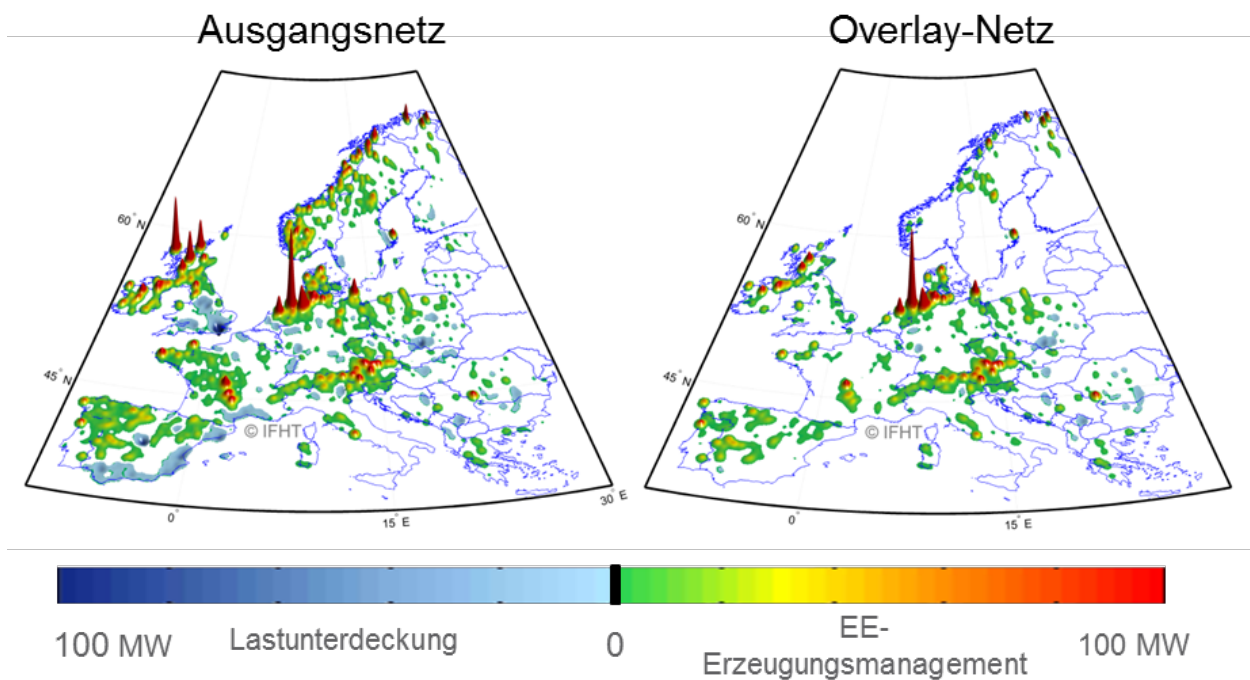 Ausgangsnetz
Overlay-Netz
60° N
45° N
0°
15° E
30° E
© IFHT
60° N
45° N
0°
15° E
© IFHT
100 MW
Lastunterdeckung
0
EE-
Erzeugungsmanagement
100 MW